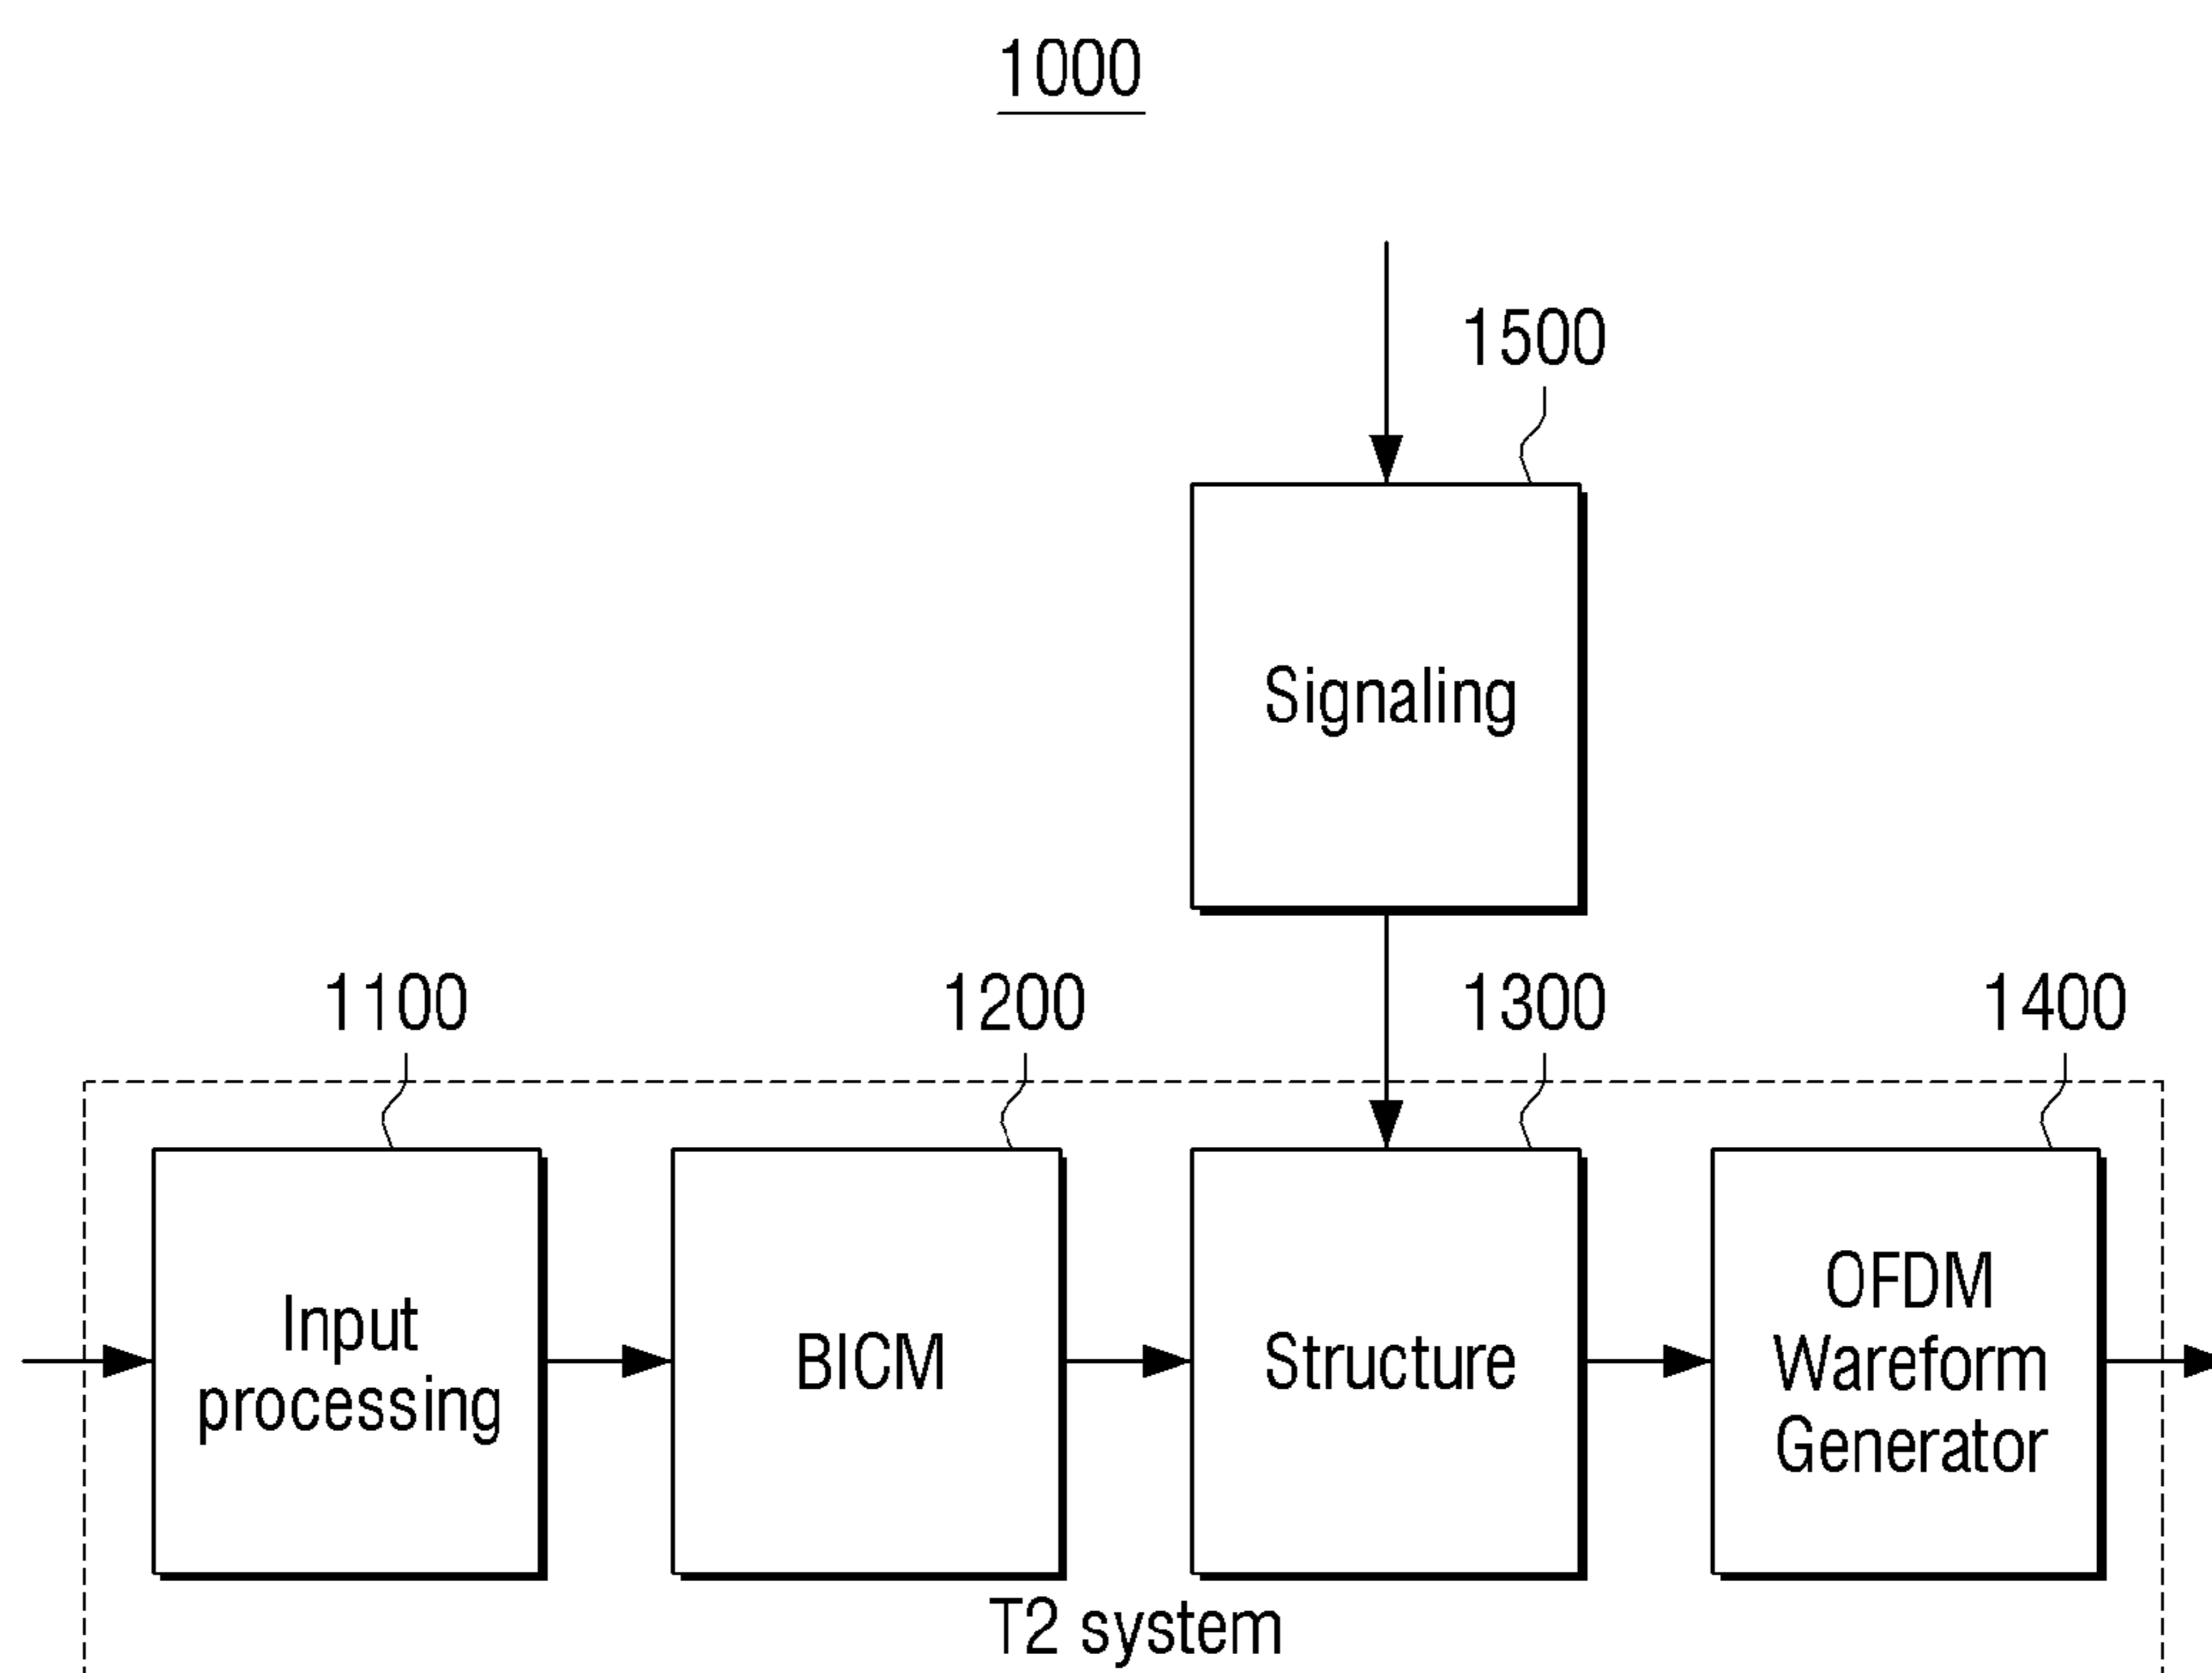 1000
1500
Signaling
1100
1200
1300
1400
Input
processing
BICM
Structure
OFDM
Wareform
Generator
T2 system